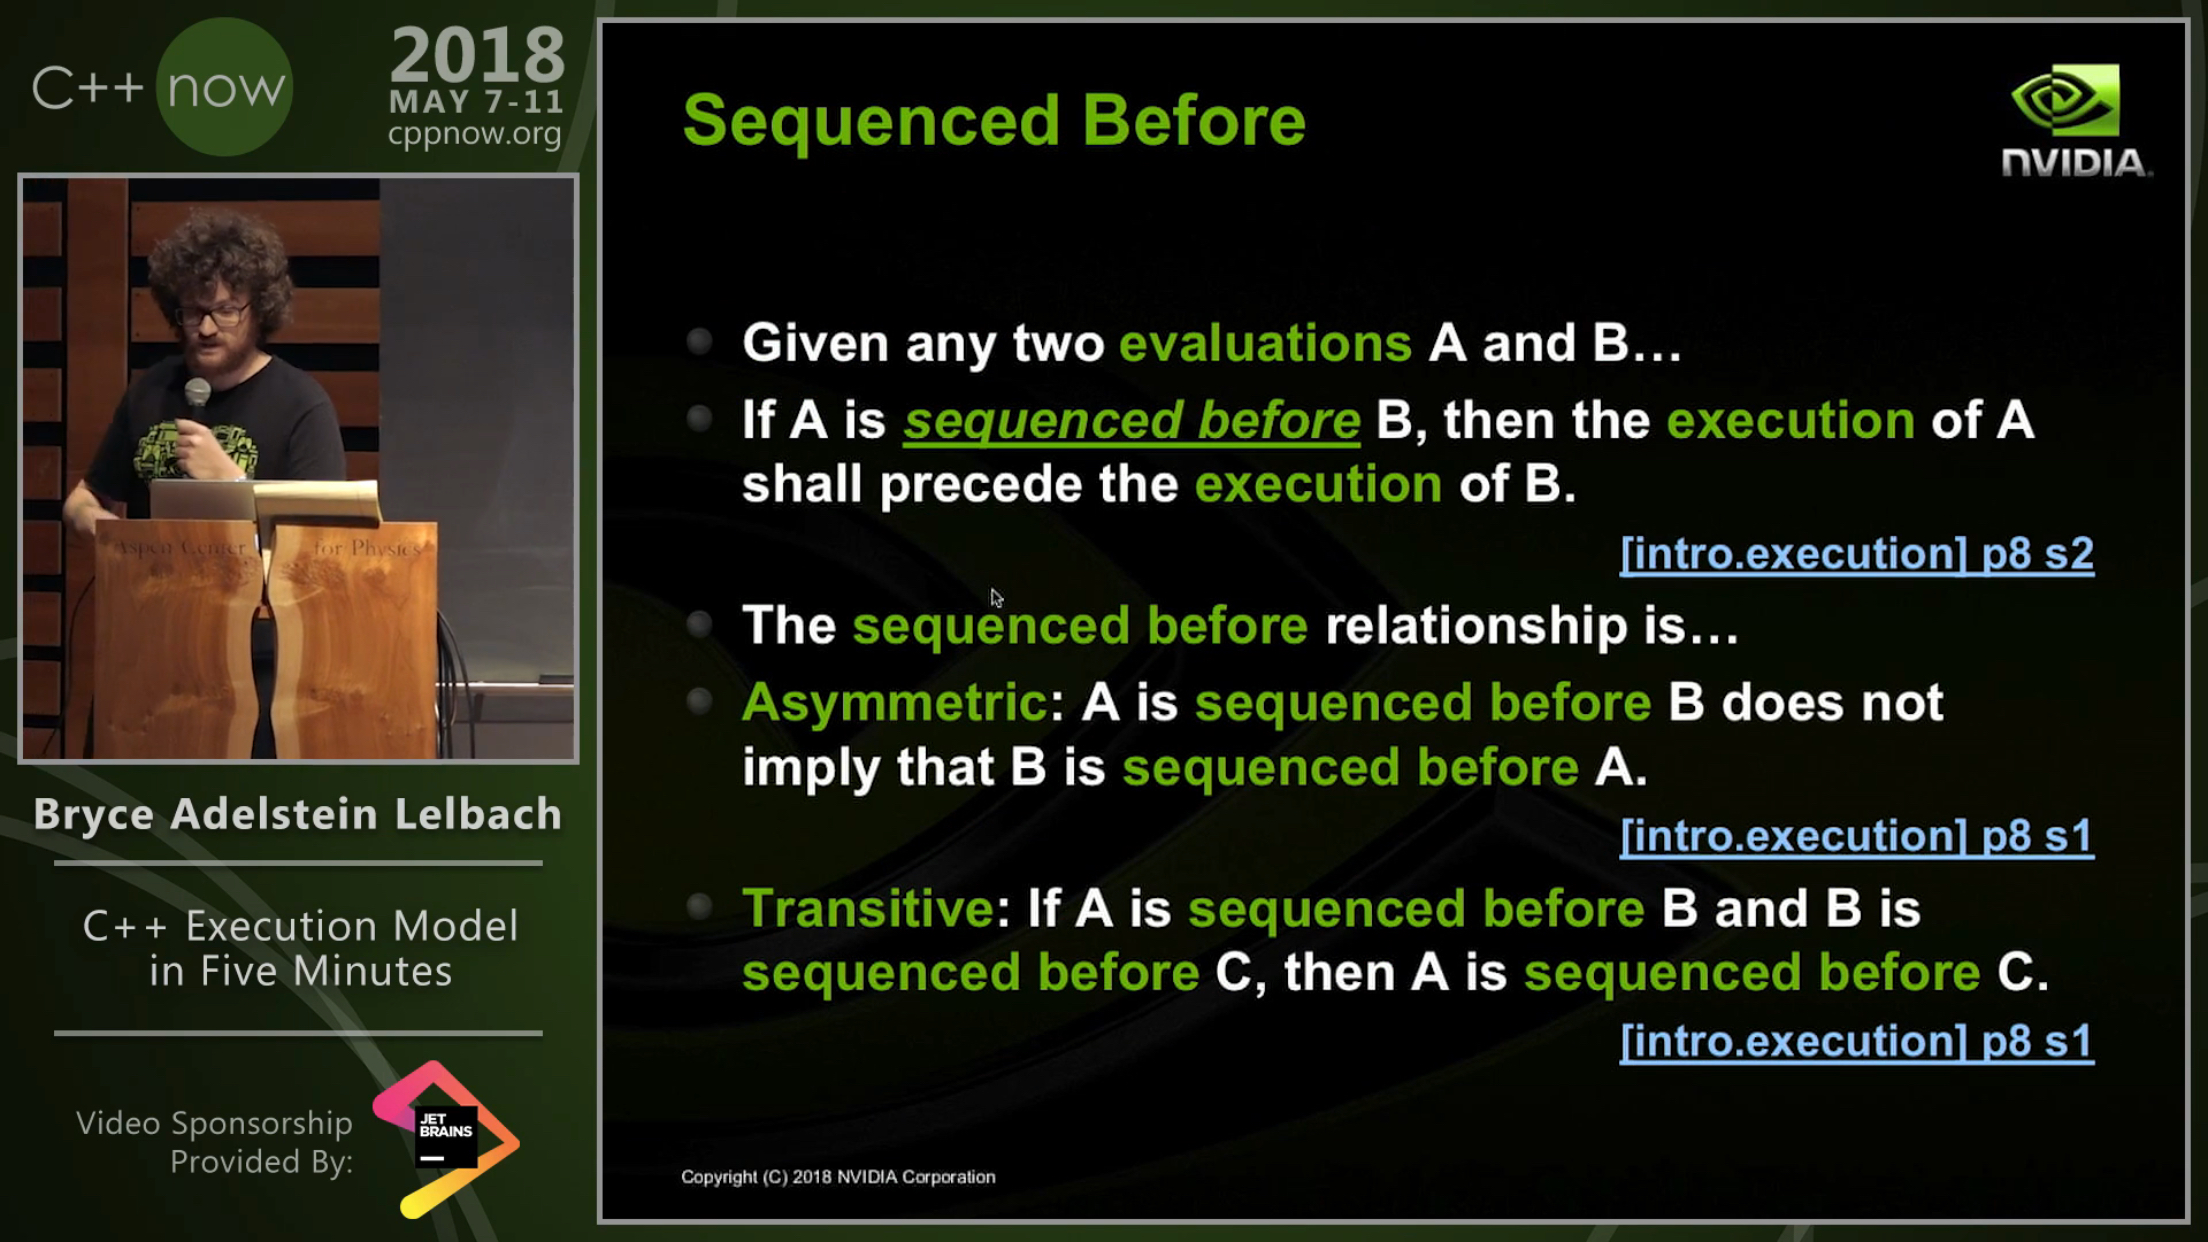 C++ now
2018
MAY 7-11
cppnow.org
Aspen Center for Physics
Bryce Adelstein Lelbach
C++ Execution Model
in Five Minutes
Video Sponsorship
Provided By:
JET
BRAINS
Sequenced Before
NVIDIA
Given any two evaluations A and B…
If A is sequenced before B, then the execution of A
shall precede the execution of B.
[intro.execution] p8 s2
The sequenced before relationship is…
Asymmetric: A is sequenced before B does not
imply that B is sequenced before A.
[intro.execution] p8 s1
Transitive: If A is sequenced before B and B is
sequenced before C, then A is sequenced before C.
[intro.execution] p8 s1
Copyright (C) 2018 NVIDIA Corporation